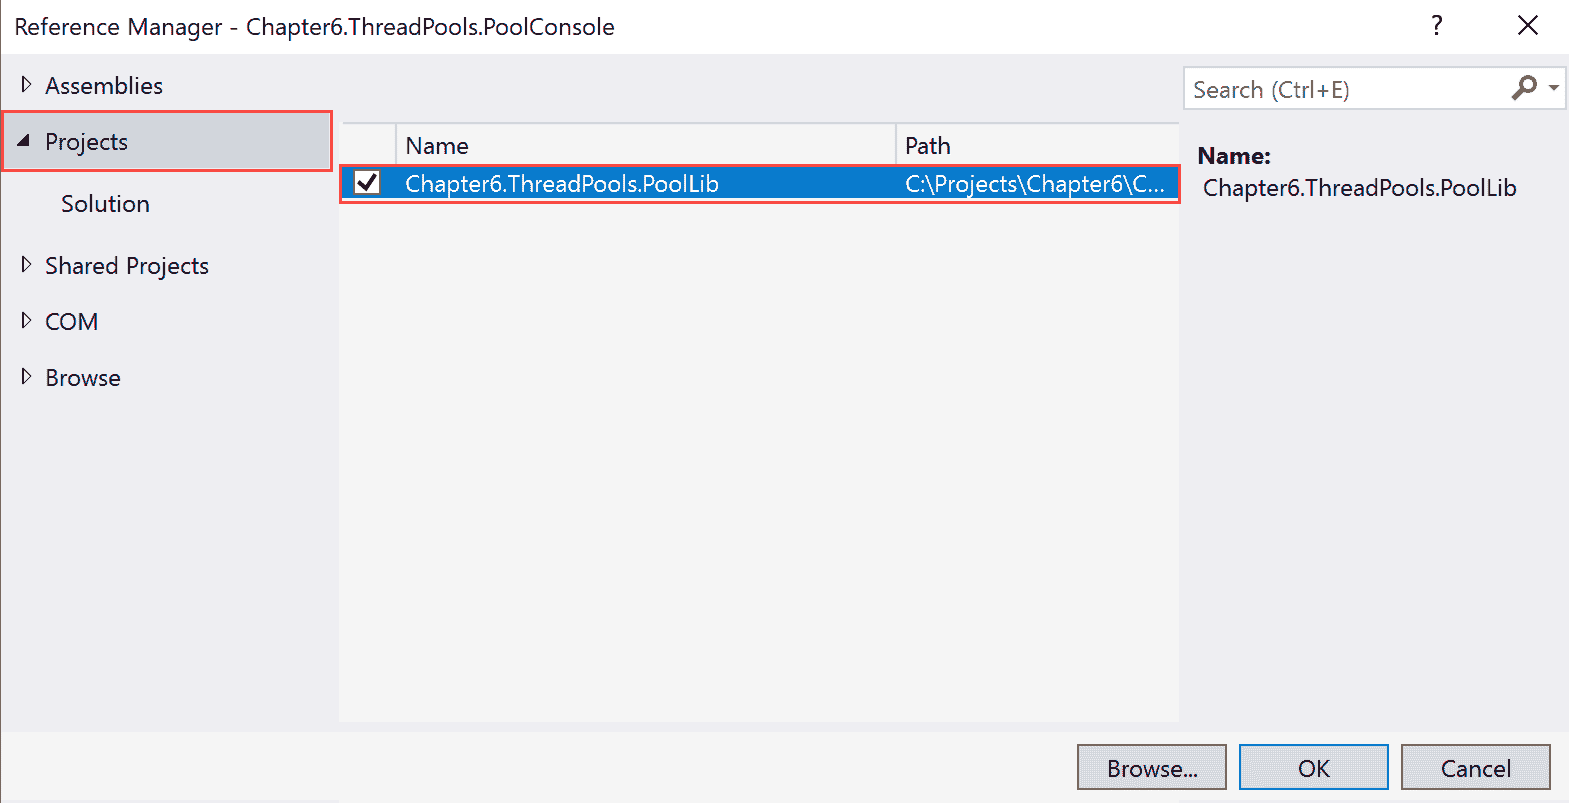 Reference Manager - Chapter6.ThreadPools.PoolConsole
?
Assemblies
Projects
Solution
Shared Projects
COM
Browse
Name
Path
Chapter6.ThreadPools.PoolLib
C:\Projects\Chapter6\C...
Search (Ctrl+E)
Name:
Chapter6.ThreadPools.PoolLib
Browse...
OK
Cancel